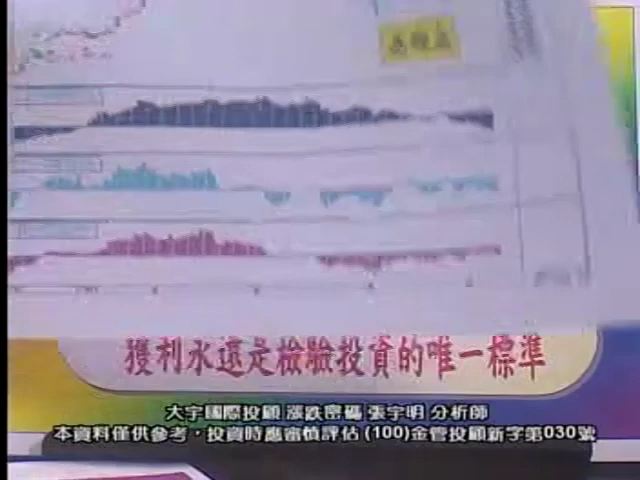 獲利永遠是檢驗投資的唯一標準
大宇國際投顧 漲跌密碼 張宇明 分析師
本資料僅供參考，投資時應審慎評估 (100)金管投顧新字第030號